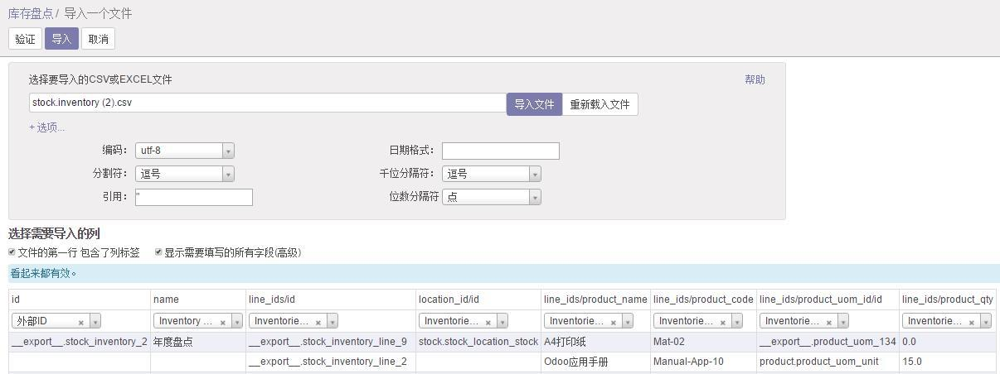 库存盘点 / 导入一个文件
验证 导入 取消
选择要导入的CSV或EXCEL文件 帮助
stock.inventory (2).csv 导入文件 重新载入文件
+ 选项...
编码： utf-8 日期格式：
分割符： 逗号 千位分隔符： 逗号
引用： " 位数分隔符 点
选择需要导入的列
文件的第一行 包含了列标签 显示需要填写的所有字段(高级)
看起来都有效。
id name line_ids/id location_id/id line_ids/product_name line_ids/product_code line_ids/product_uom_id/id line_ids/product_qty
外部ID Inventory ... Inventorie... Inventorie... Inventorie... Inventorie... Inventorie... Inventorie...
__export__.stock_inventory_2 年度盘点 __export__.stock_inventory_line_9 stock.stock_location_stock A4打印纸 Mat-02 __export__.product_uom_134 0.0
__export__.stock_inventory_line_2 Odoo应用手册 Manual-App-10 product.product_uom_unit 15.0